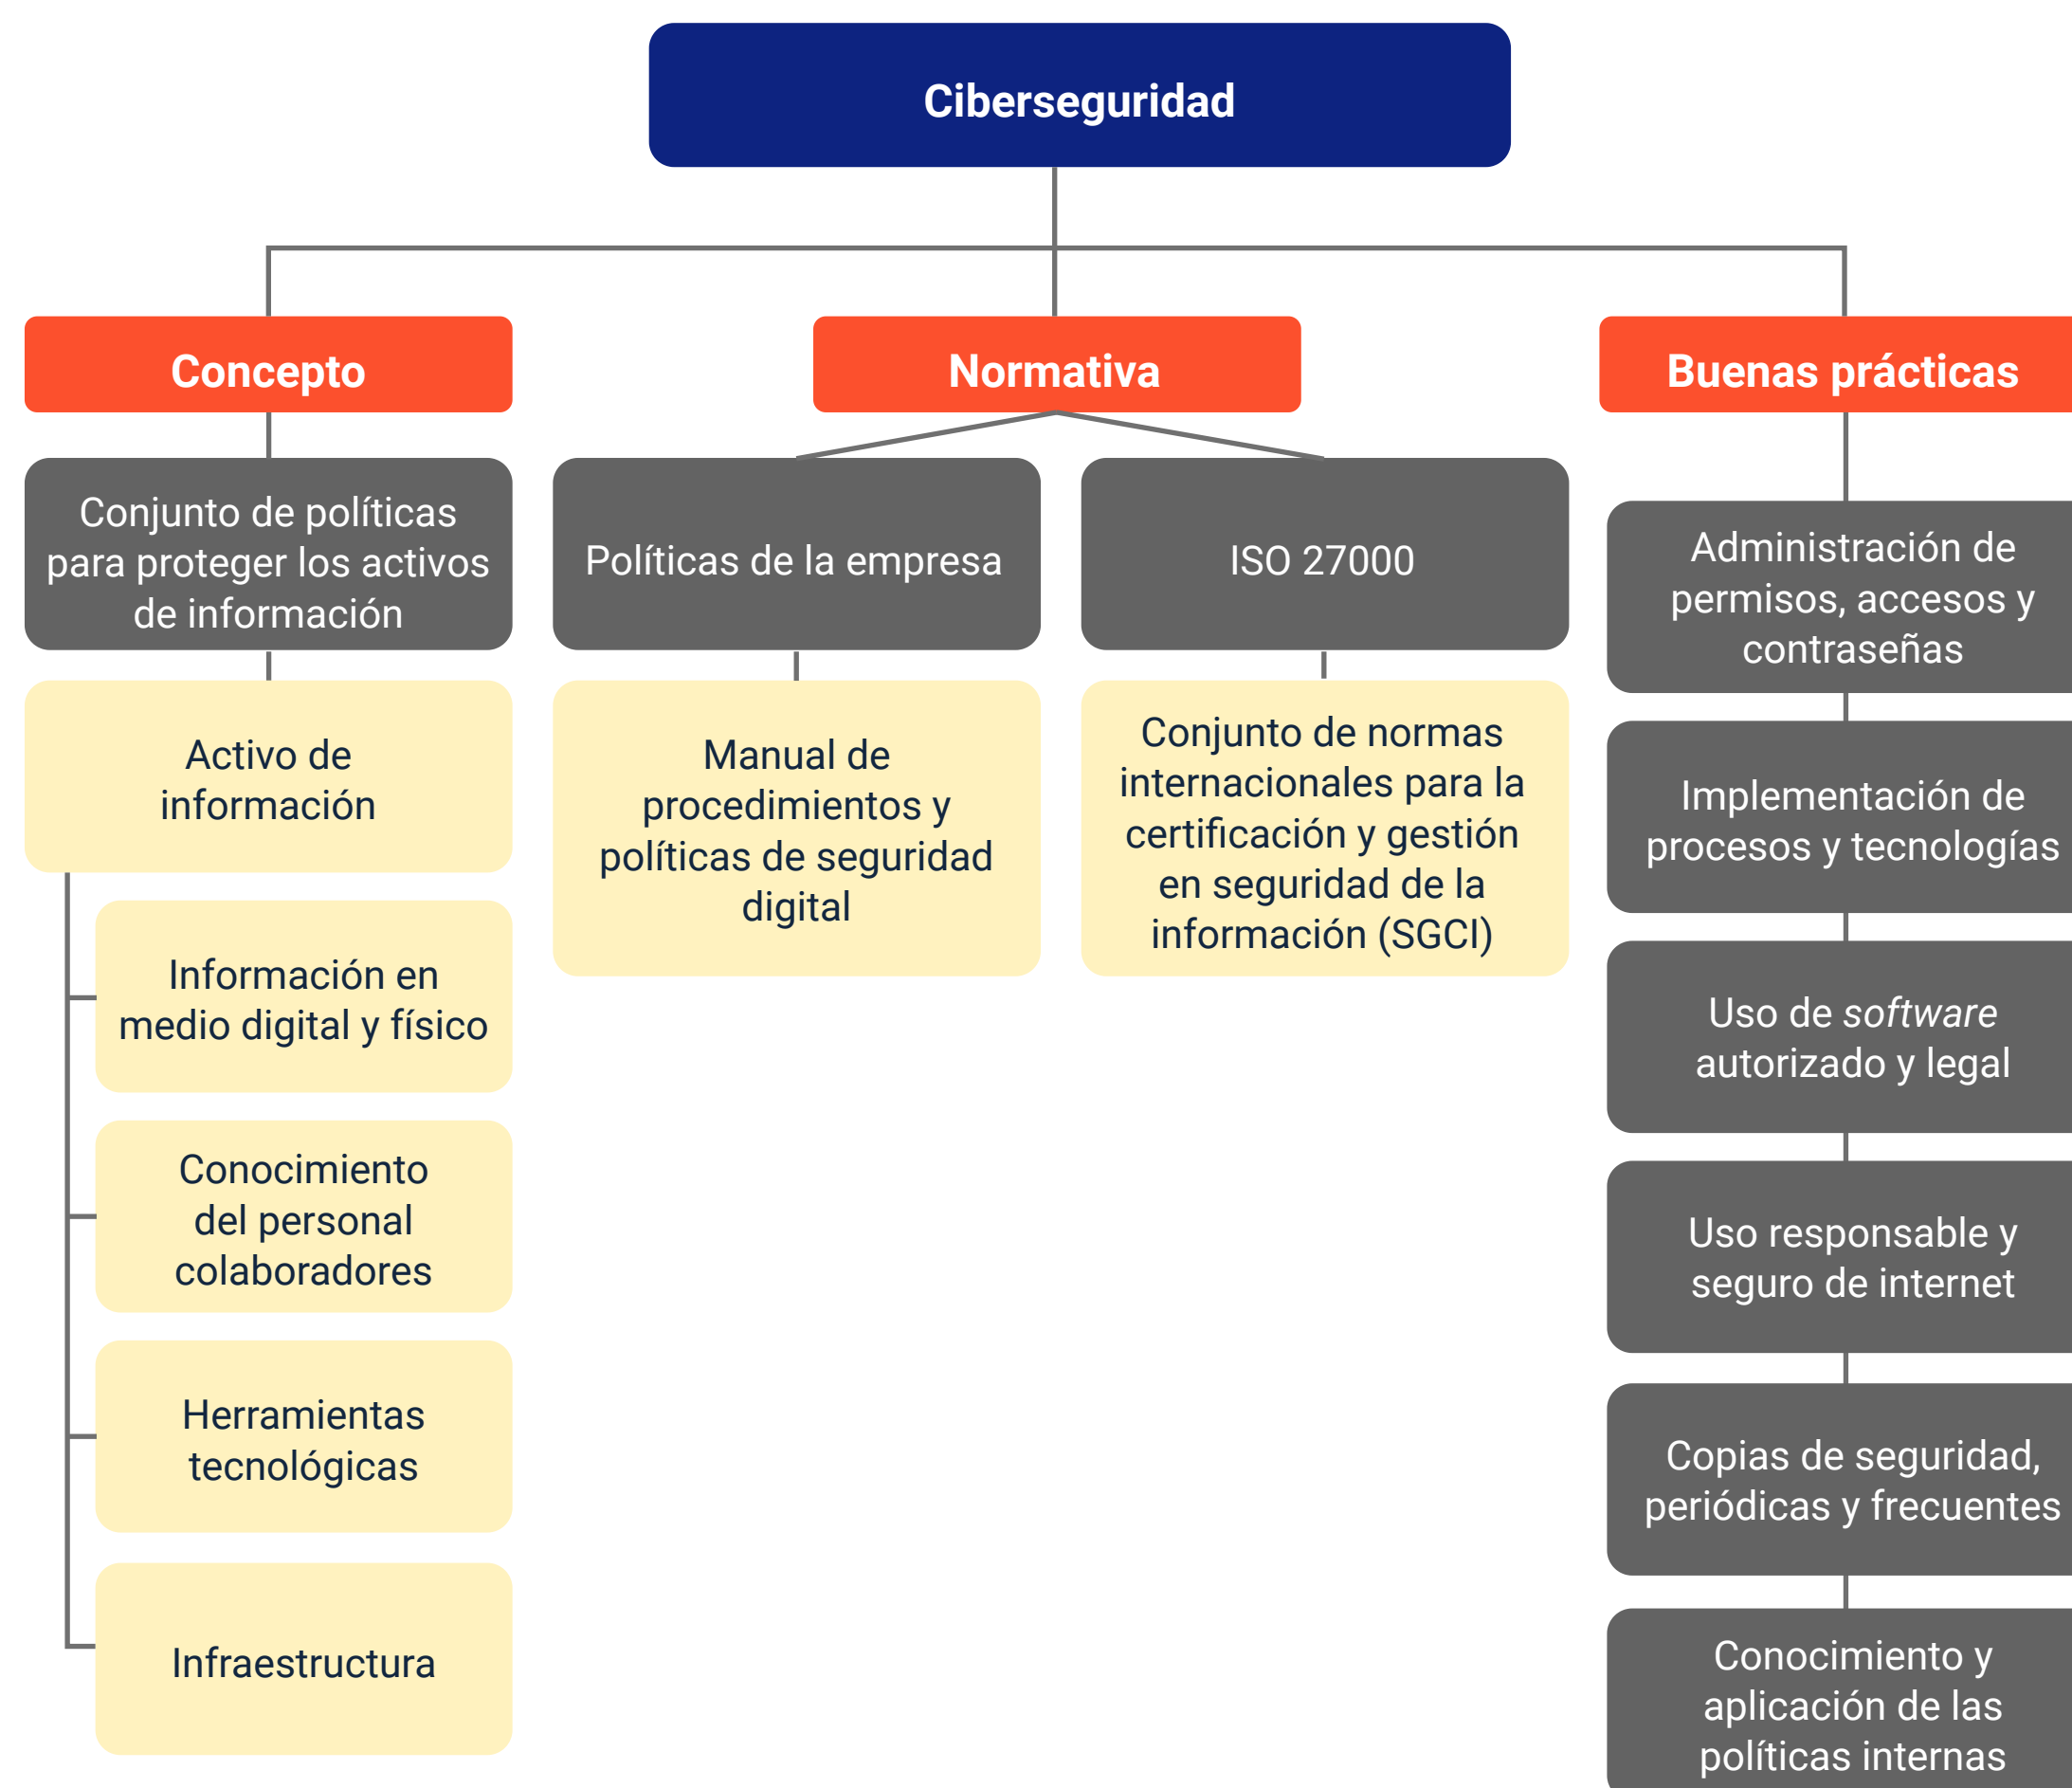 Ciberseguridad
Concepto
Conjunto de políticas
para proteger los activos
de información
Activo de
información
Información en
medio digital y físico
Conocimiento
del personal
colaboradores
Herramientas
tecnológicas
Infraestructura
Normativa
Políticas de la empresa
Manual de
procedimientos y
políticas de seguridad
digital
ISO 27000
Conjunto de normas
internacionales para la
certificación y gestión
en seguridad de la
información (SGCI)
Buenas prácticas
Administración de
permisos, accesos y
contraseñas
Implementación de
procesos y tecnologías
Uso de software
autorizado y legal
Uso responsable y
seguro de internet
Copias de seguridad,
periódicas y frecuentes
Conocimiento y
aplicación de las
políticas internas